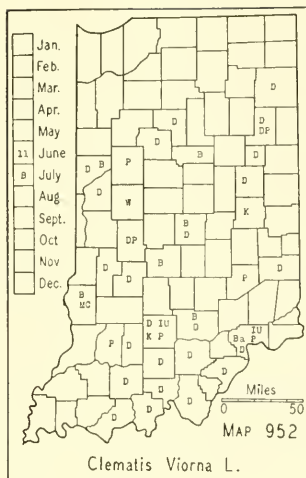 Jan.
Feb.
Mar.
Apr.
May
11 June
8 July
Aug
Sept.
Oct
Nov
Dec.
D
D
D
D DP
D
B
D
D B
P
D
D
W
K
B
D
DP
B
D
D
D
P
B
MC
D IU
K P
B
D
IU
Ba P
D
P
D
D
D
D
D
D
D
D
D
Miles
0 50
MAP 952
Clematis Viorna L.